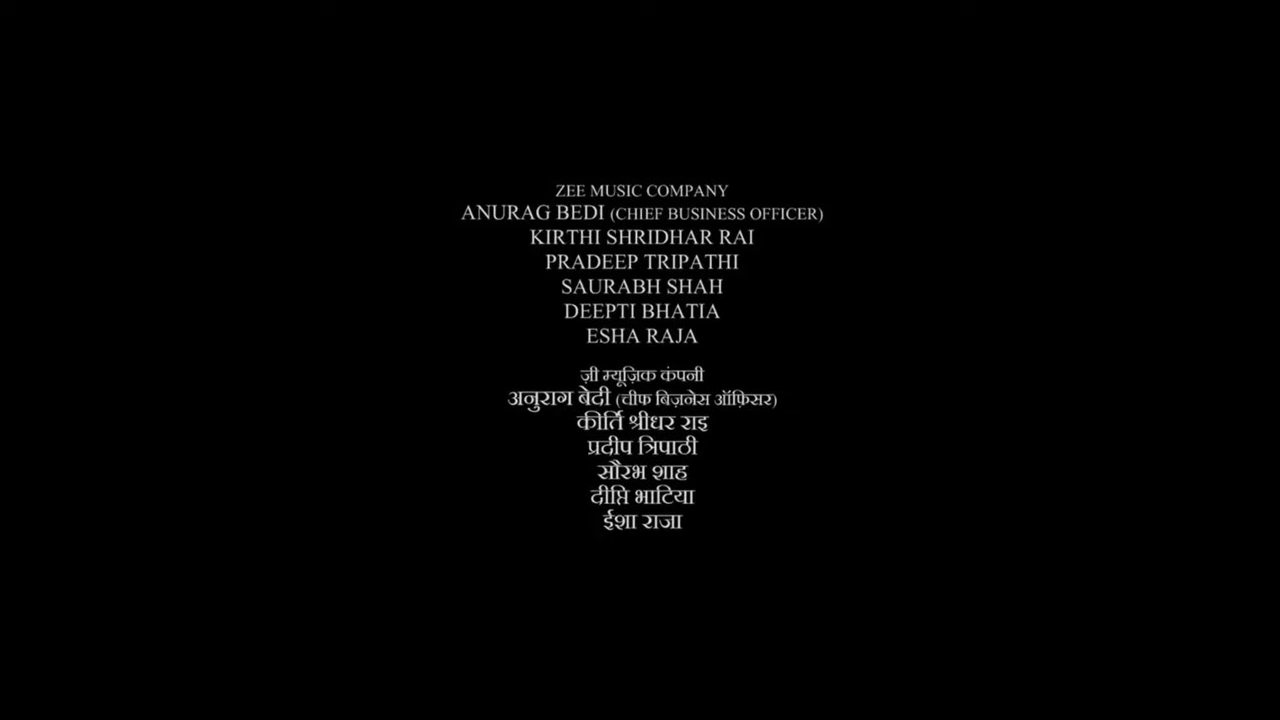 ZEE MUSIC COMPANY
ANURAG BEDI (CHIEF BUSINESS OFFICER)
KIRTHI SHRIDHAR RAI
PRADEEP TRIPATHI
SAURABH SHAH
DEEPTI BHATIA
ESHA RAJA
ज़ी म्यूज़िक कंपनी
अनुराग बेदी (चीफ बिज़नेस ऑफ़िसर)
कीर्ति श्रीधर राइ
प्रदीप त्रिपाठी
सौरभ शाह
दीप्ति भाटिया
ईशा राजा